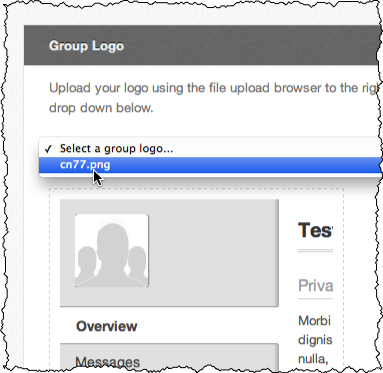 Group Logo
Upload your logo using the file upload browser to the rig
drop down below.
✓ Select a group logo...
cn77.png
Tes
Priva
Overview
Morbi
dignis
Messages
nulla,